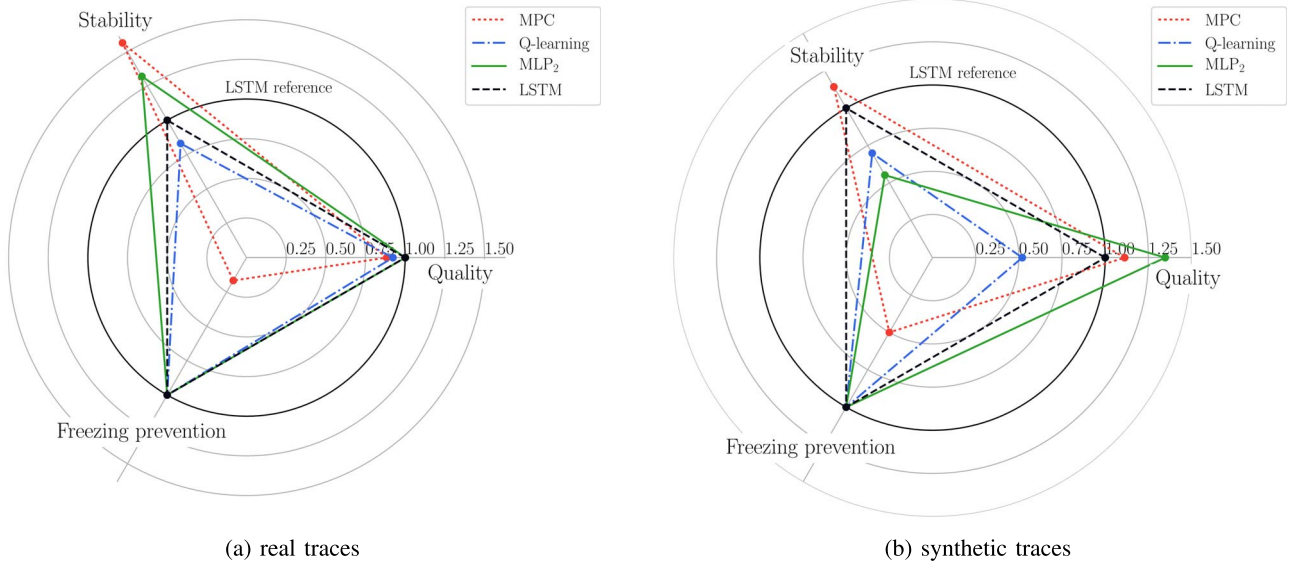 Stability
MPC
Q-learning
MLP₂
LSTM
LSTM reference
0.25 0.50 0.75 1.00 1.25 1.50
Quality
Freezing prevention
(a) real traces
Stability
MPC
Q-learning
MLP₂
LSTM
LSTM reference
0.25 0.50 0.75 1.00 1.25 1.50
Quality
Freezing prevention
(b) synthetic traces